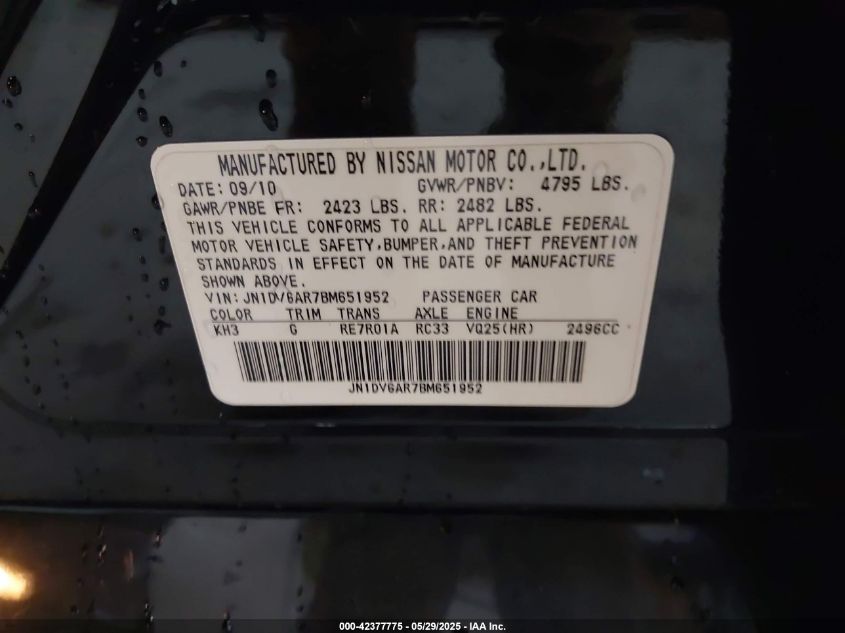 MANUFACTURED BY NISSAN MOTOR CO.,LTD.
DATE: 09/10 GVWR/PNBV: 4795 LBS.
GAWR/PNBE FR: 2423 LBS. RR: 2482 LBS.
THIS VEHICLE CONFORMS TO ALL APPLICABLE FEDERAL
MOTOR VEHICLE SAFETY,BUMPER,AND THEFT PREVENTION
STANDARDS IN EFFECT ON THE DATE OF MANUFACTURE
SHOWN ABOVE.
VIN: JN1DV6AR7BM651952 PASSENGER CAR
COLOR TRIM TRANS AXLE ENGINE
KH3 G RE7R01A RC33 VQ25(HR) 2496CC
JN1DV6AR7BM651952
000-42377775 - 05/29/2025 - IAA Inc.